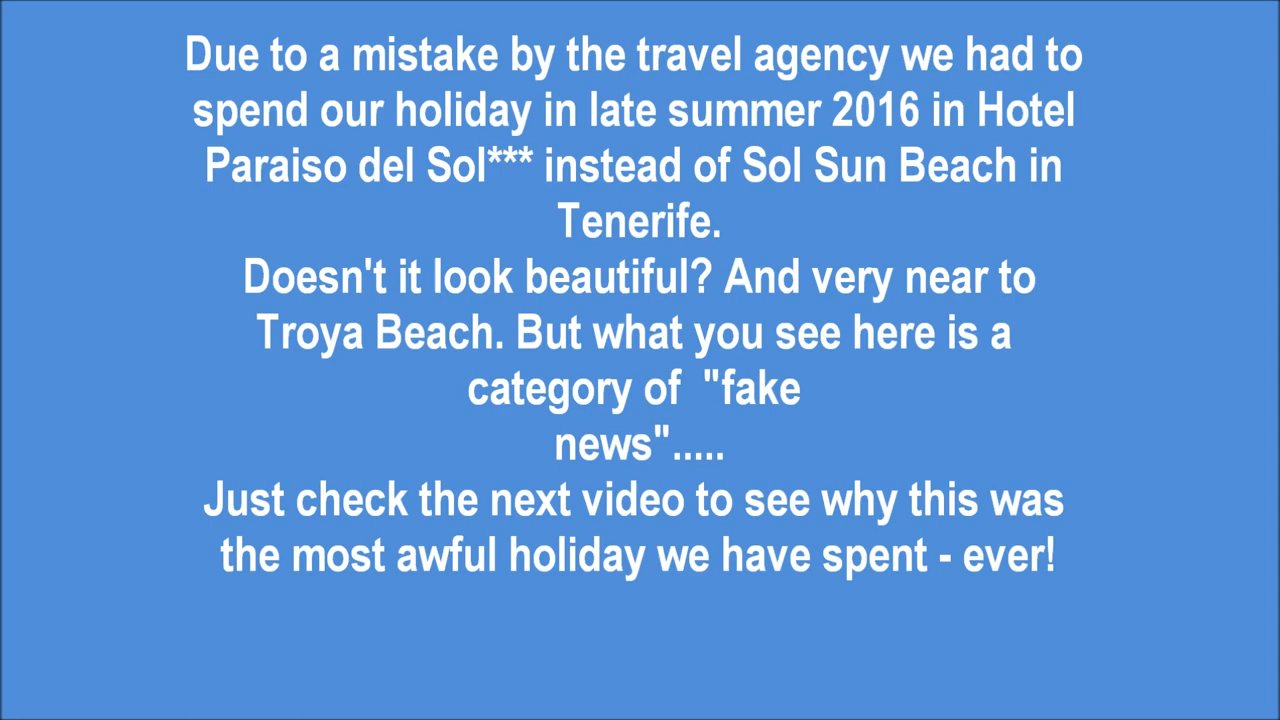 Due to a mistake by the travel agency we had to
spend our holiday in late summer 2016 in Hotel
Paraiso del Sol*** instead of Sol Sun Beach in
Tenerife.
Doesn't it look beautiful? And very near to
Troya Beach. But what you see here is a
category of  "fake
news".....
Just check the next video to see why this was
the most awful holiday we have spent - ever!